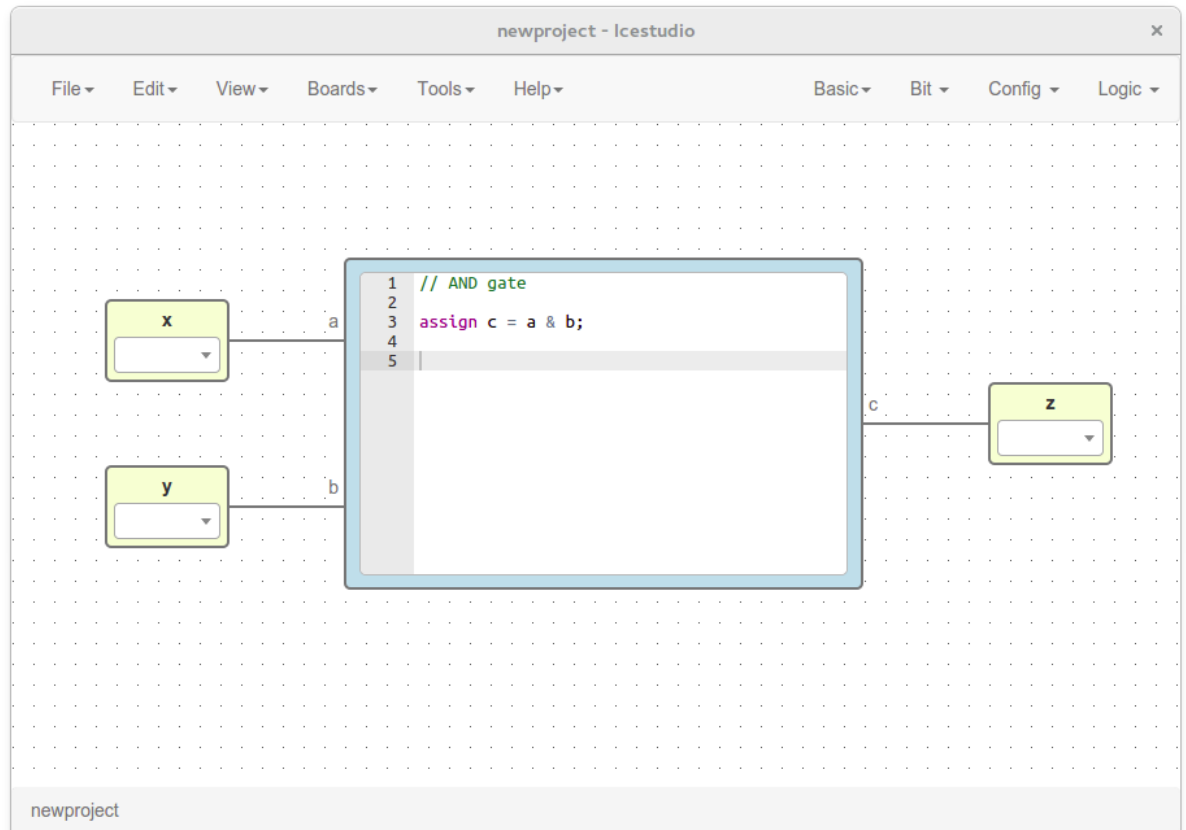 newproject - Icestudio ×
File Edit View Boards Tools Help Basic Bit Config Logic
1 // AND gate
2
x a 3 assign c = a & b;
4
5
c z
y b
newproject